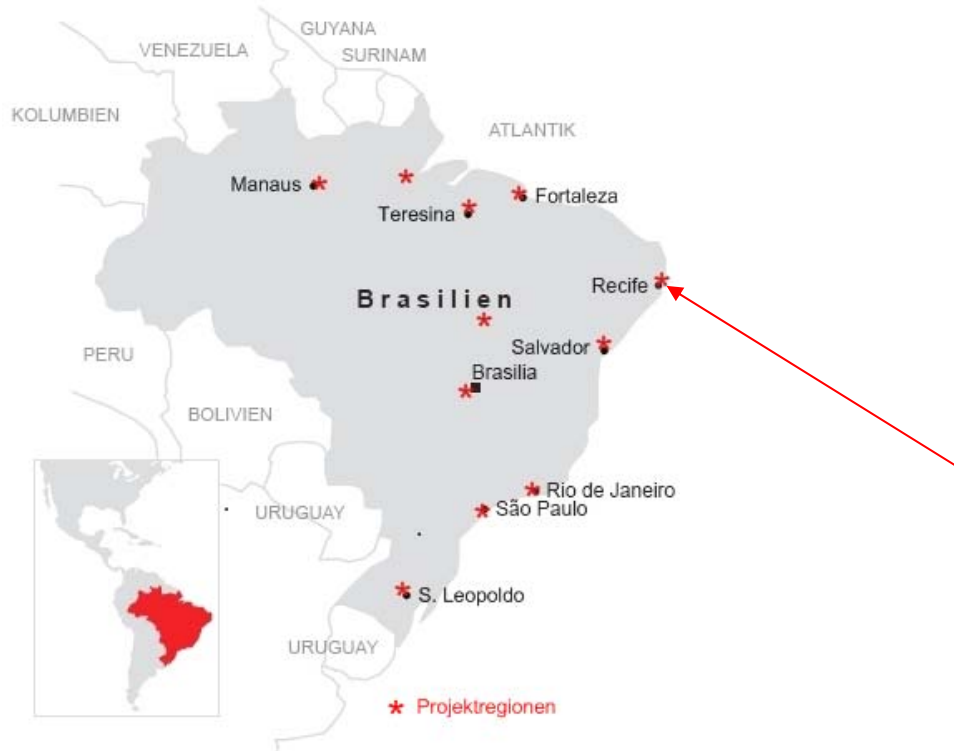 GUYANA
VENEZUELA
SURINAM
KOLUMBIEN
ATLANTIK
Manaus
Fortaleza
Teresina
Recife
Brasilien
Salvador
PERU
Brasilia
BOLIVIEN
Rio de Janeiro
URUGUAY
São Paulo
S. Leopoldo
URUGUAY
* Projektregionen